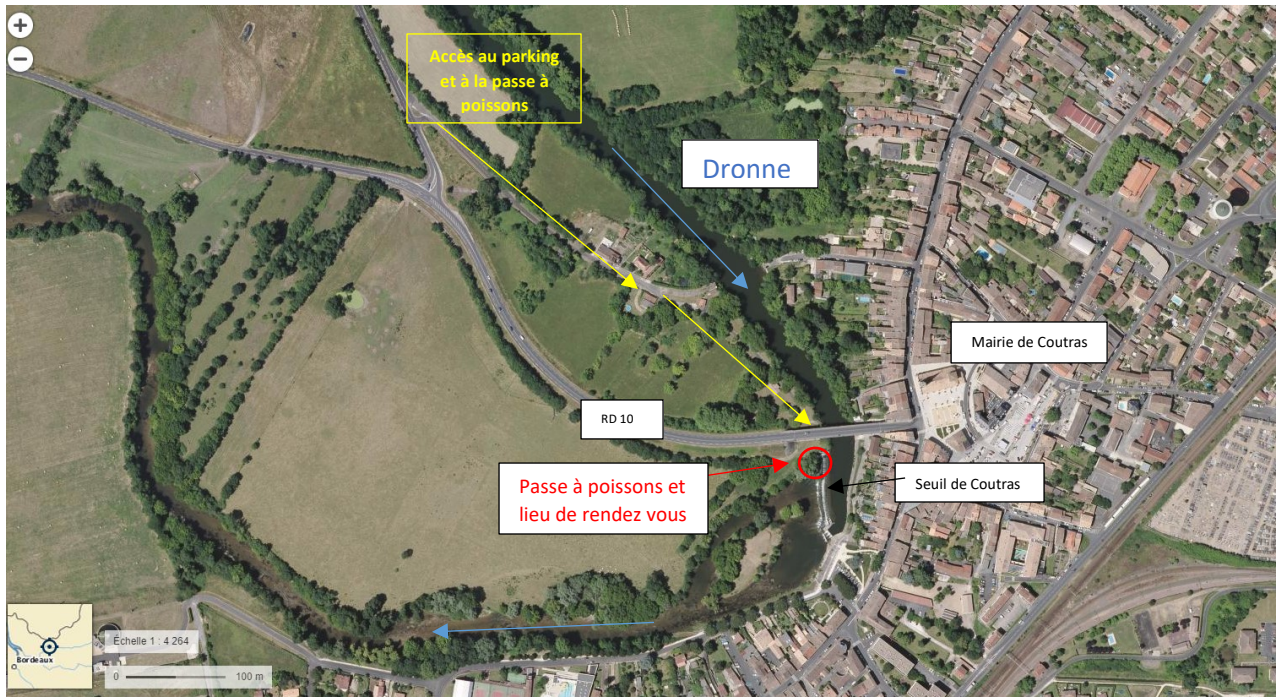 +
−
Accès au parking
et à la passe à
poissons
Dronne
Mairie de Coutras
RD 10
Passe à poissons et
lieu de rendez vous
Seuil de Coutras
Échelle 1 : 4 264
Bordeaux
0 100 m